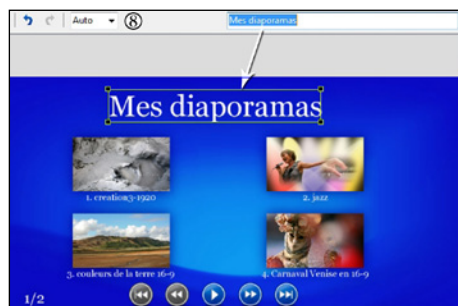 Auto ⑧ Mes diaporamas
Mes diaporamas
1. creation3-1920 2. jazz
3. couleurs de la terre 16-9 4. Carnaval Venise en 16-9
1/2